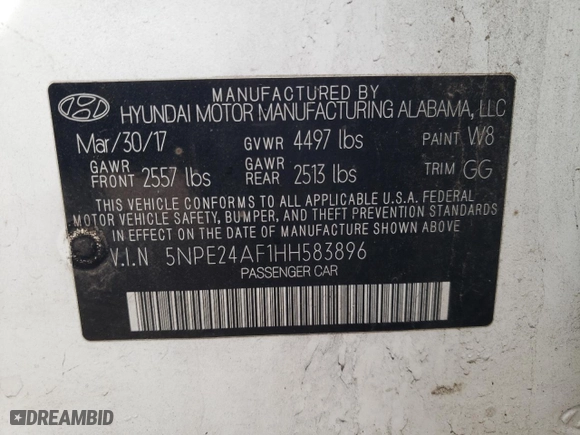 MANUFACTURED BY
HYUNDAI MOTOR MANUFACTURING ALABAMA, LLC
Mar/30/17 GVWR 4497 lbs PAINT W8
GAWR FRONT 2557 lbs GAWR REAR 2513 lbs TRIM GG
THIS VEHICLE CONFORMS TO ALL APPLICABLE U.S.A. FEDERAL
MOTOR VEHICLE SAFETY, BUMPER, AND THEFT PREVENTION STANDARDS
IN EFFECT ON THE DATE OF MANUFACTURE SHOWN ABOVE.
V.I.N 5NPE24AF1HH583896
PASSENGER CAR
DREAMBID